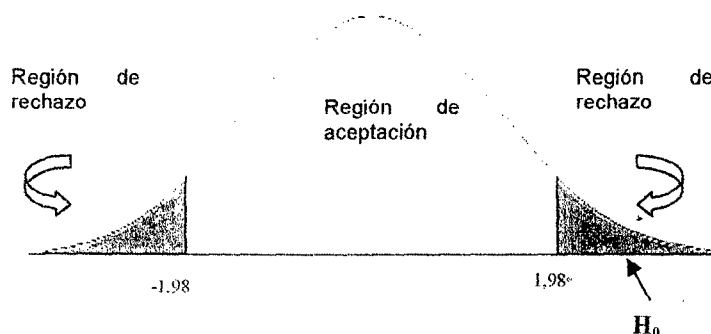 Región de
rechazo
Región de
aceptación
Región de
rechazo
-1,98
1,98
H₀